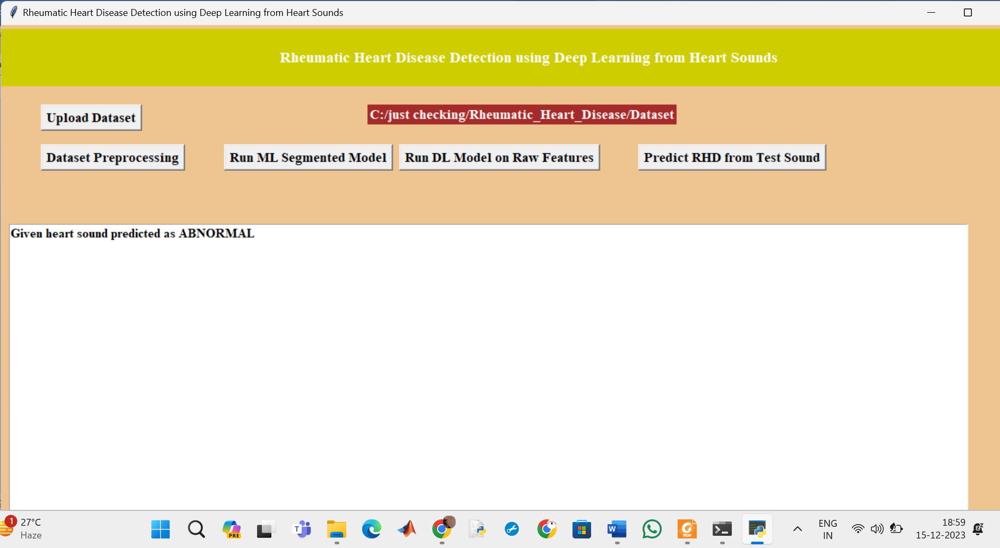 Rheumatic Heart Disease Detection using Deep Learning from Heart Sounds
Rheumatic Heart Disease Detection using Deep Learning from Heart Sounds
Upload Dataset
C:/just checking/Rheumatic_Heart_Disease/Dataset
Dataset Preprocessing
Run ML Segmented Model
Run DL Model on Raw Features
Predict RHD from Test Sound
Given heart sound predicted as ABNORMAL
1
27°C
Haze
PRE
T
W
PDF
ENG
IN
18:59
15-12-2023